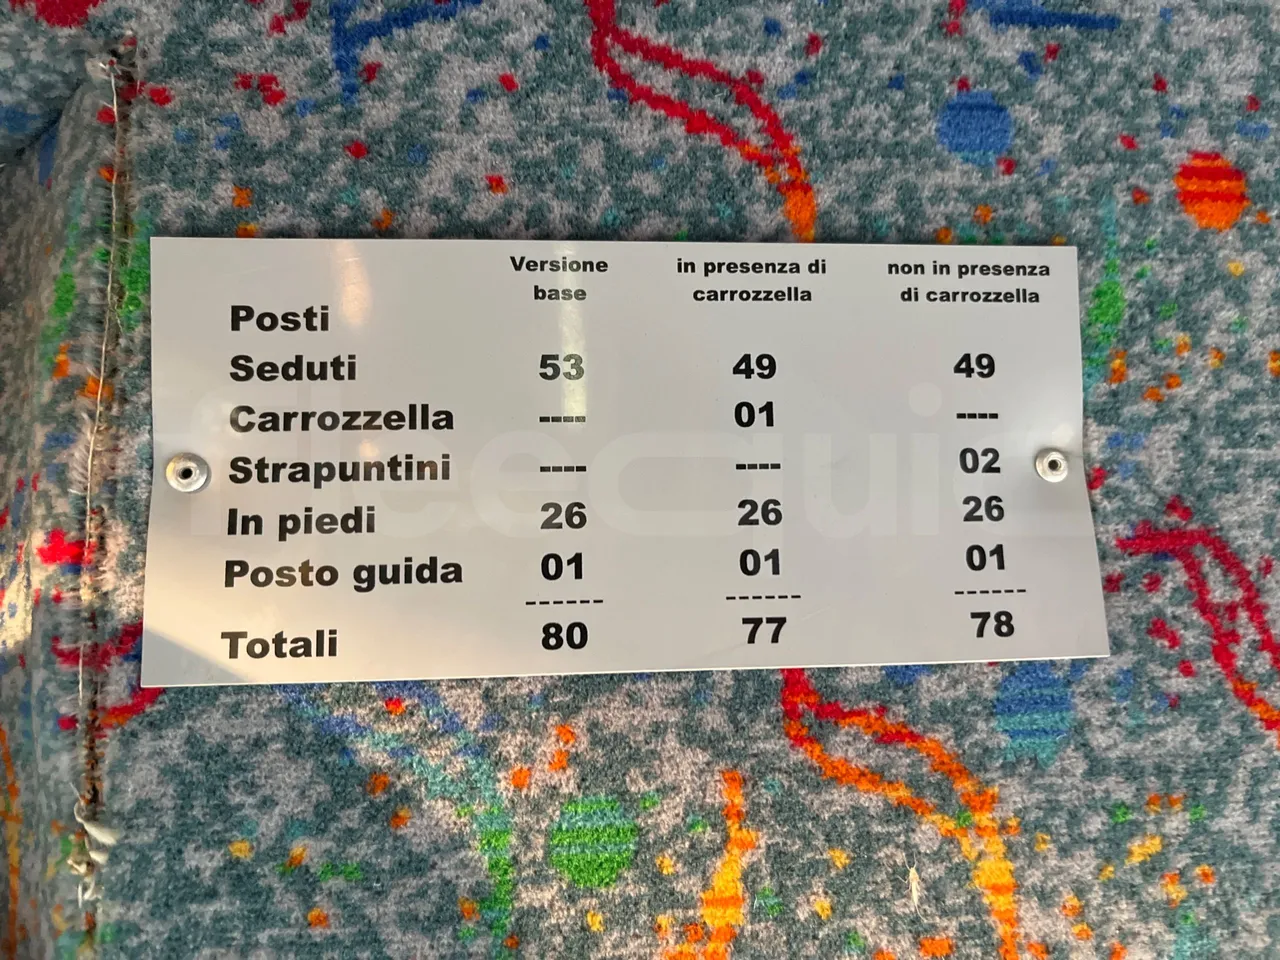 Versione in presenza di non in presenza
base carrozzella di carrozzella
Posti
Seduti 53 49 49
Carrozzella ---- 01 ----
Strapuntini ---- ---- 02
In piedi 26 26 26
Posto guida 01 01 01
------ ------ ------
Totali 80 77 78